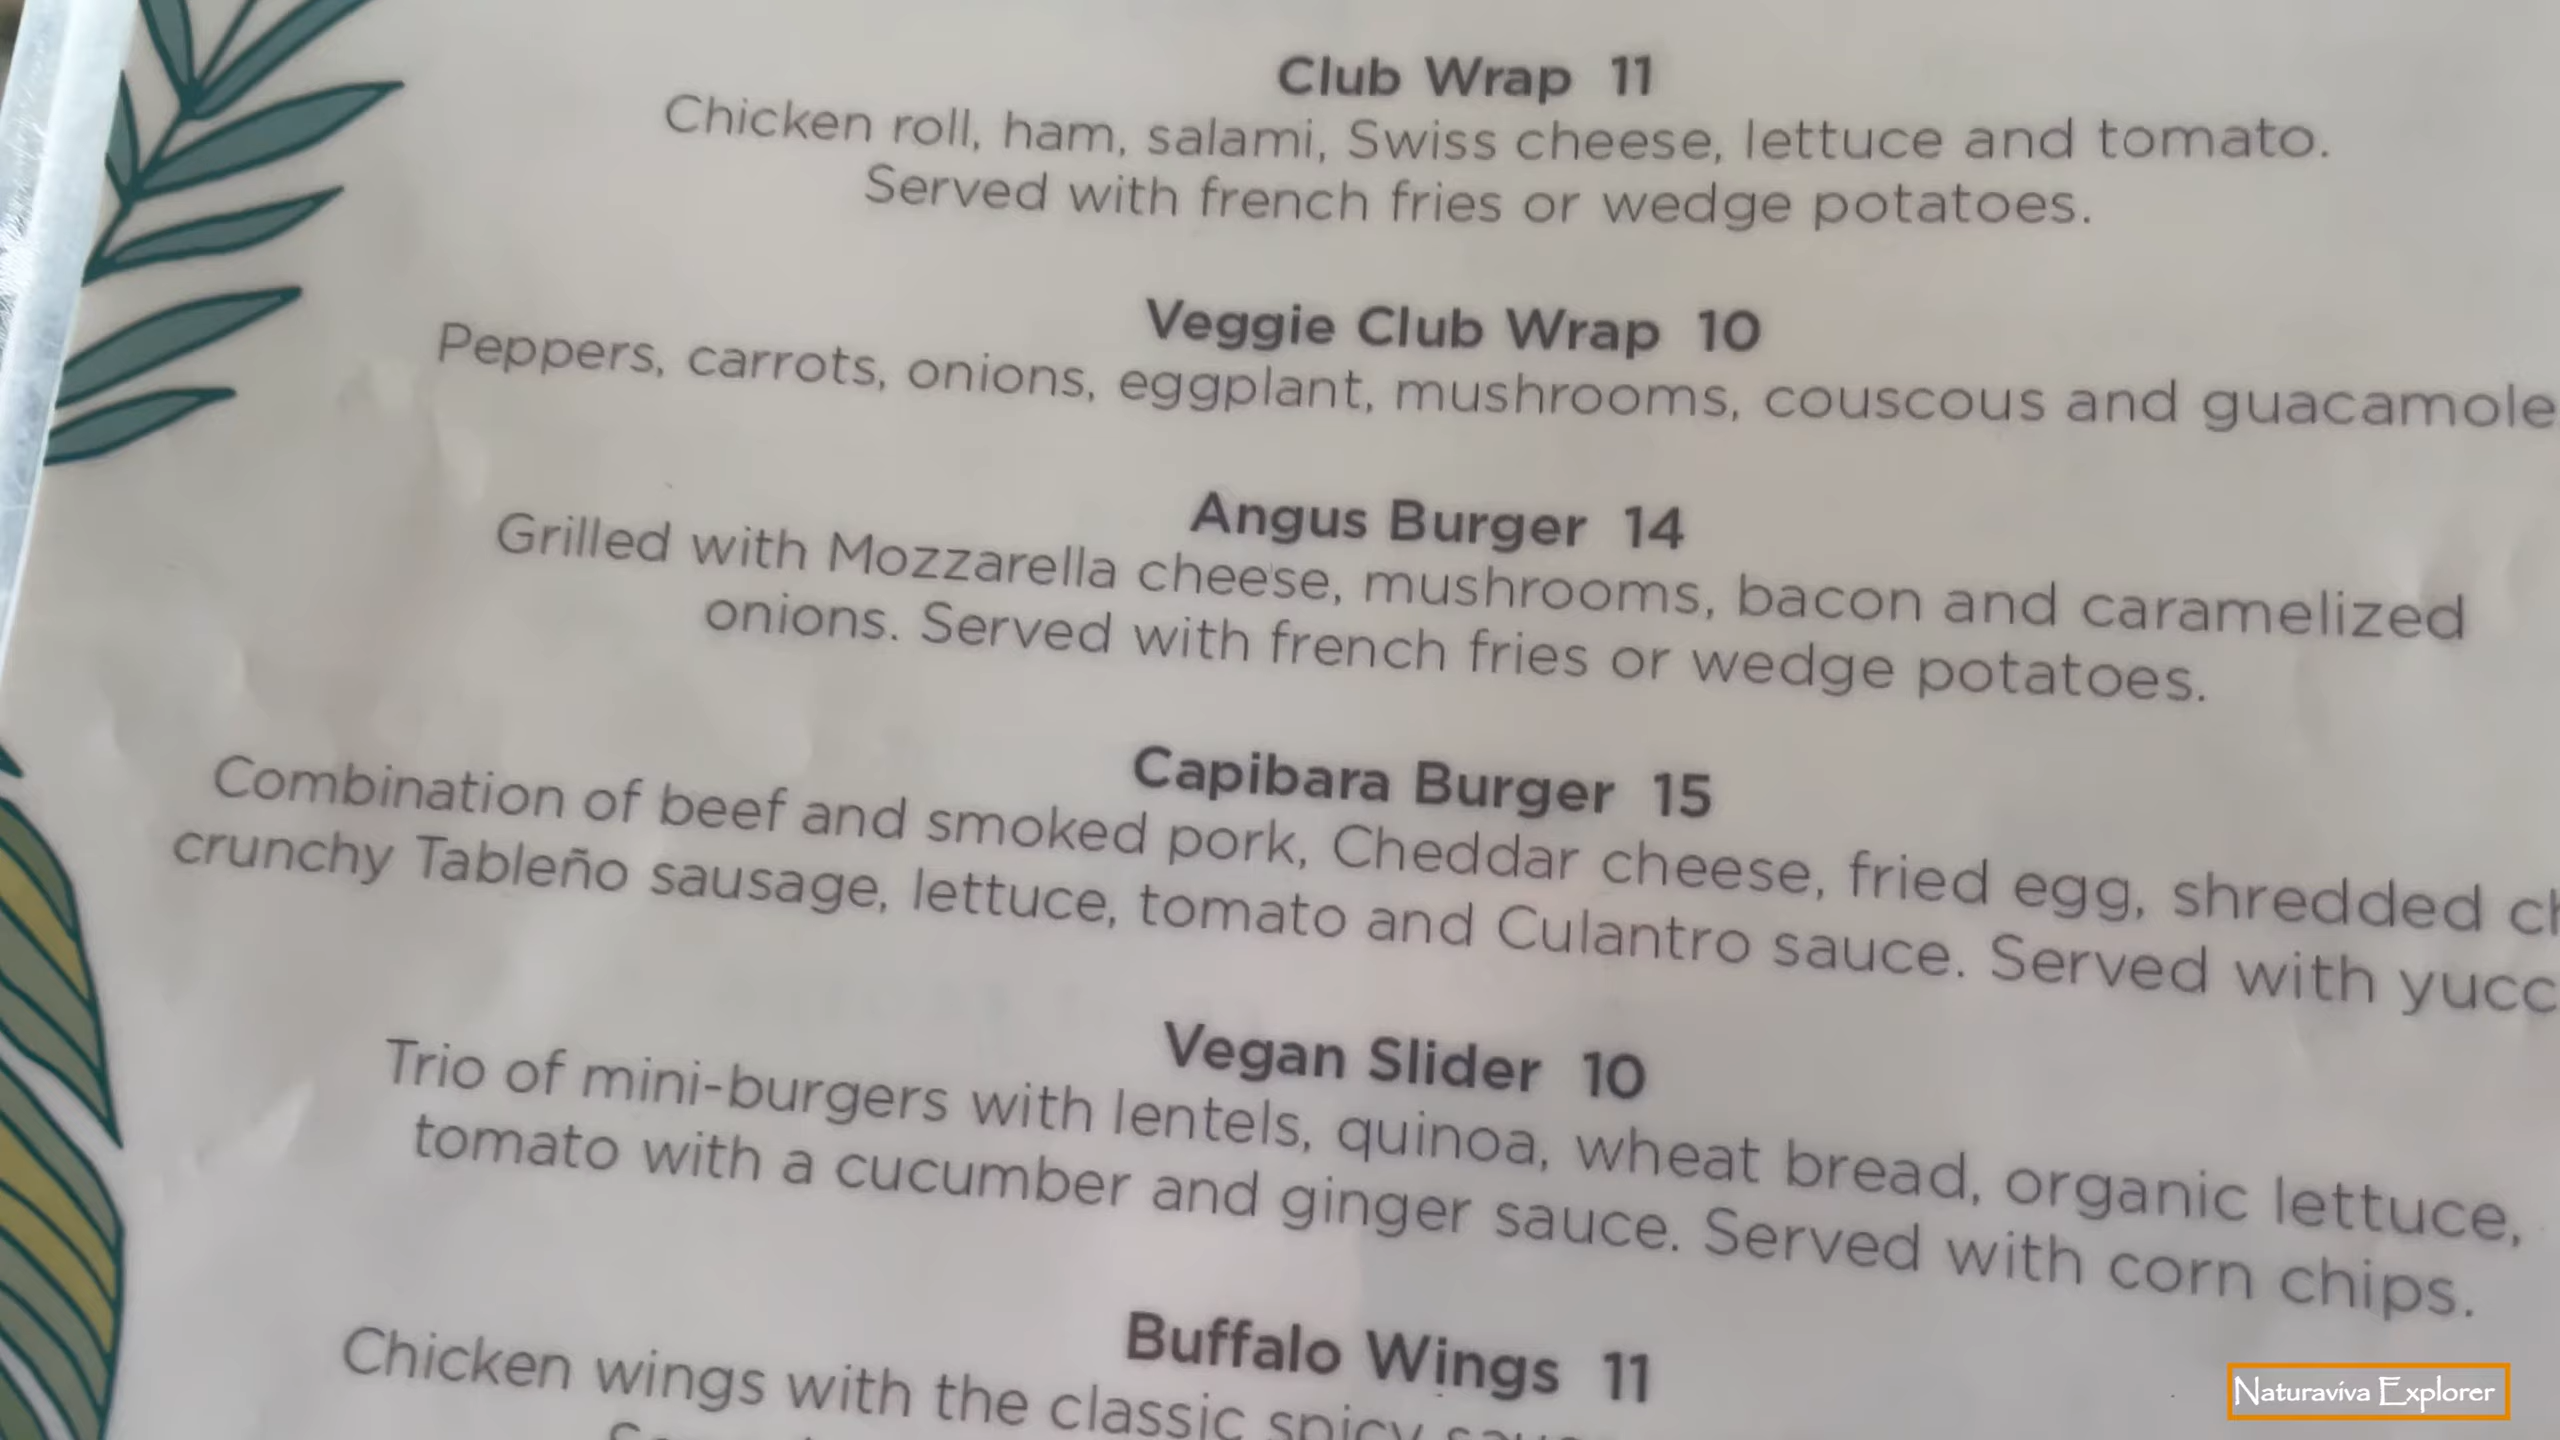 Club Wrap 11
Chicken roll, ham, salami, Swiss cheese, lettuce and tomato.
Served with french fries or wedge potatoes.
Veggie Club Wrap 10
Peppers, carrots, onions, eggplant, mushrooms, couscous and guacamole
Angus Burger 14
Grilled with Mozzarella cheese, mushrooms, bacon and caramelized
onions. Served with french fries or wedge potatoes.
Capibara Burger 15
Combination of beef and smoked pork, Cheddar cheese, fried egg, shredded
crunchy Tableño sausage, lettuce, tomato and Culantro sauce. Served with
Vegan Slider 10
Trio of mini-burgers with lentels, quinoa, wheat bread, organic lettuce,
tomato with a cucumber and ginger sauce. Served with corn chips.
Buffalo Wings 11
Chicken wings with the classic spicy
Naturaviva Explorer